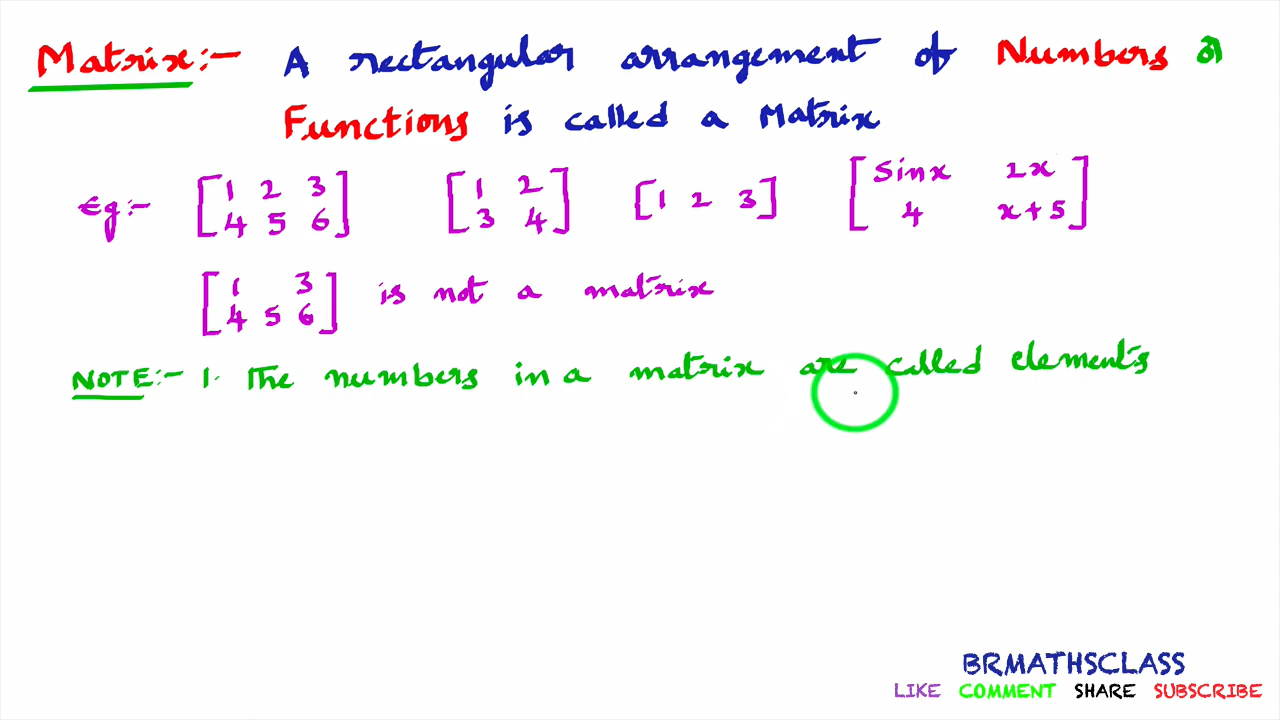 Matrix:- A rectangular arrangement of Numbers or
Functions is called a Matrix
Eg:- [1 2 3 [1 2] [1 2 3] [sinx 2x
4 5 6] [3 4] 4 x+5]
[1 3
4 5 6] is not a matrix
NOTE:- 1. The numbers in a matrix are called elements
BRMATHSCLASS
LIKE COMMENT SHARE SUBSCRIBE